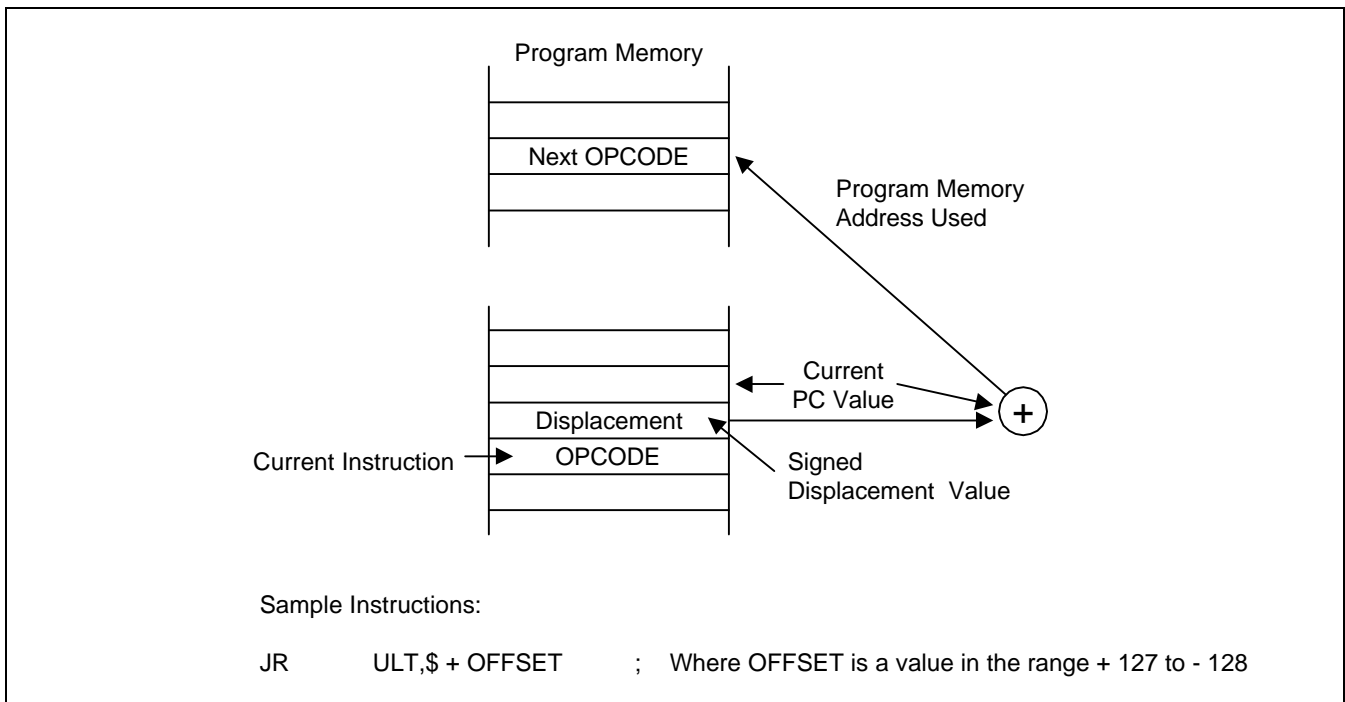 Program Memory
Next OPCODE
Program Memory
Address Used
Current
PC Value
+
Displacement
Current Instruction
OPCODE
Signed
Displacement Value
Sample Instructions:
JR ULT,$ + OFFSET ; Where OFFSET is a value in the range + 127 to - 128